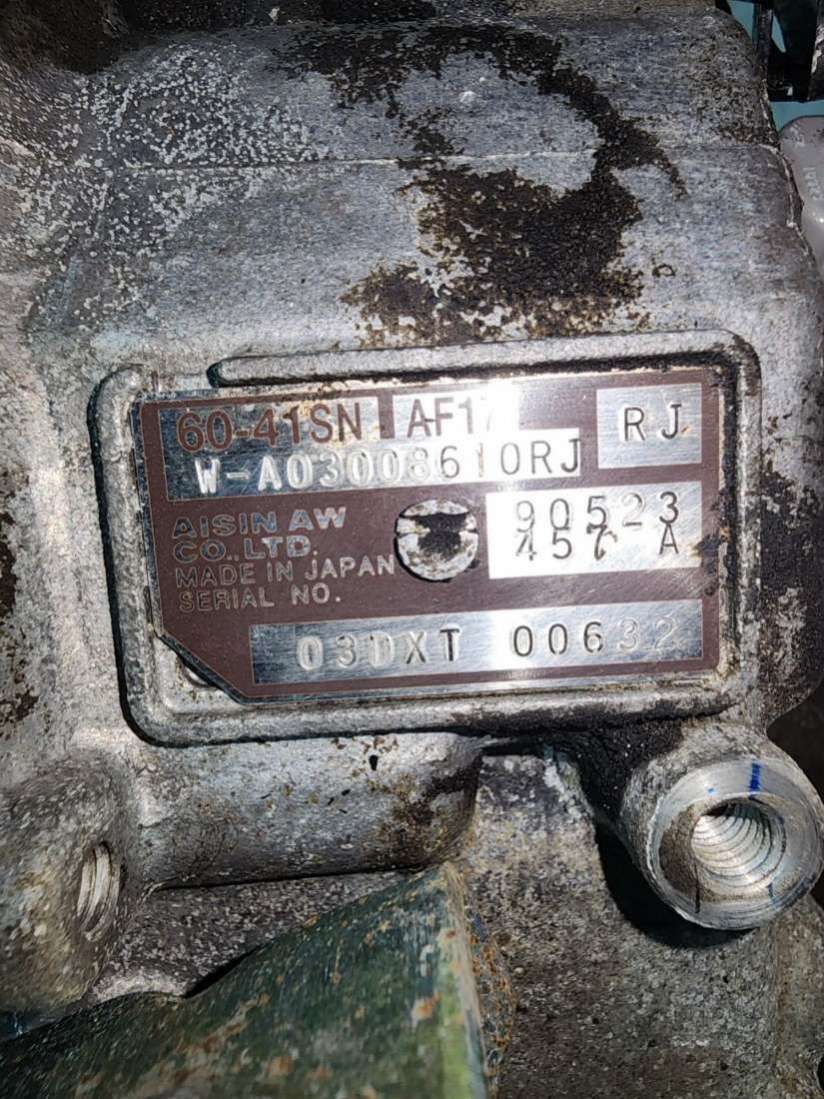 60-41SN AF17 RJ
W-A03008610RJ
AISIN AW 90523
CO.,LTD. 457 A
MADE IN JAPAN
SERIAL NO.
03DXT 00632